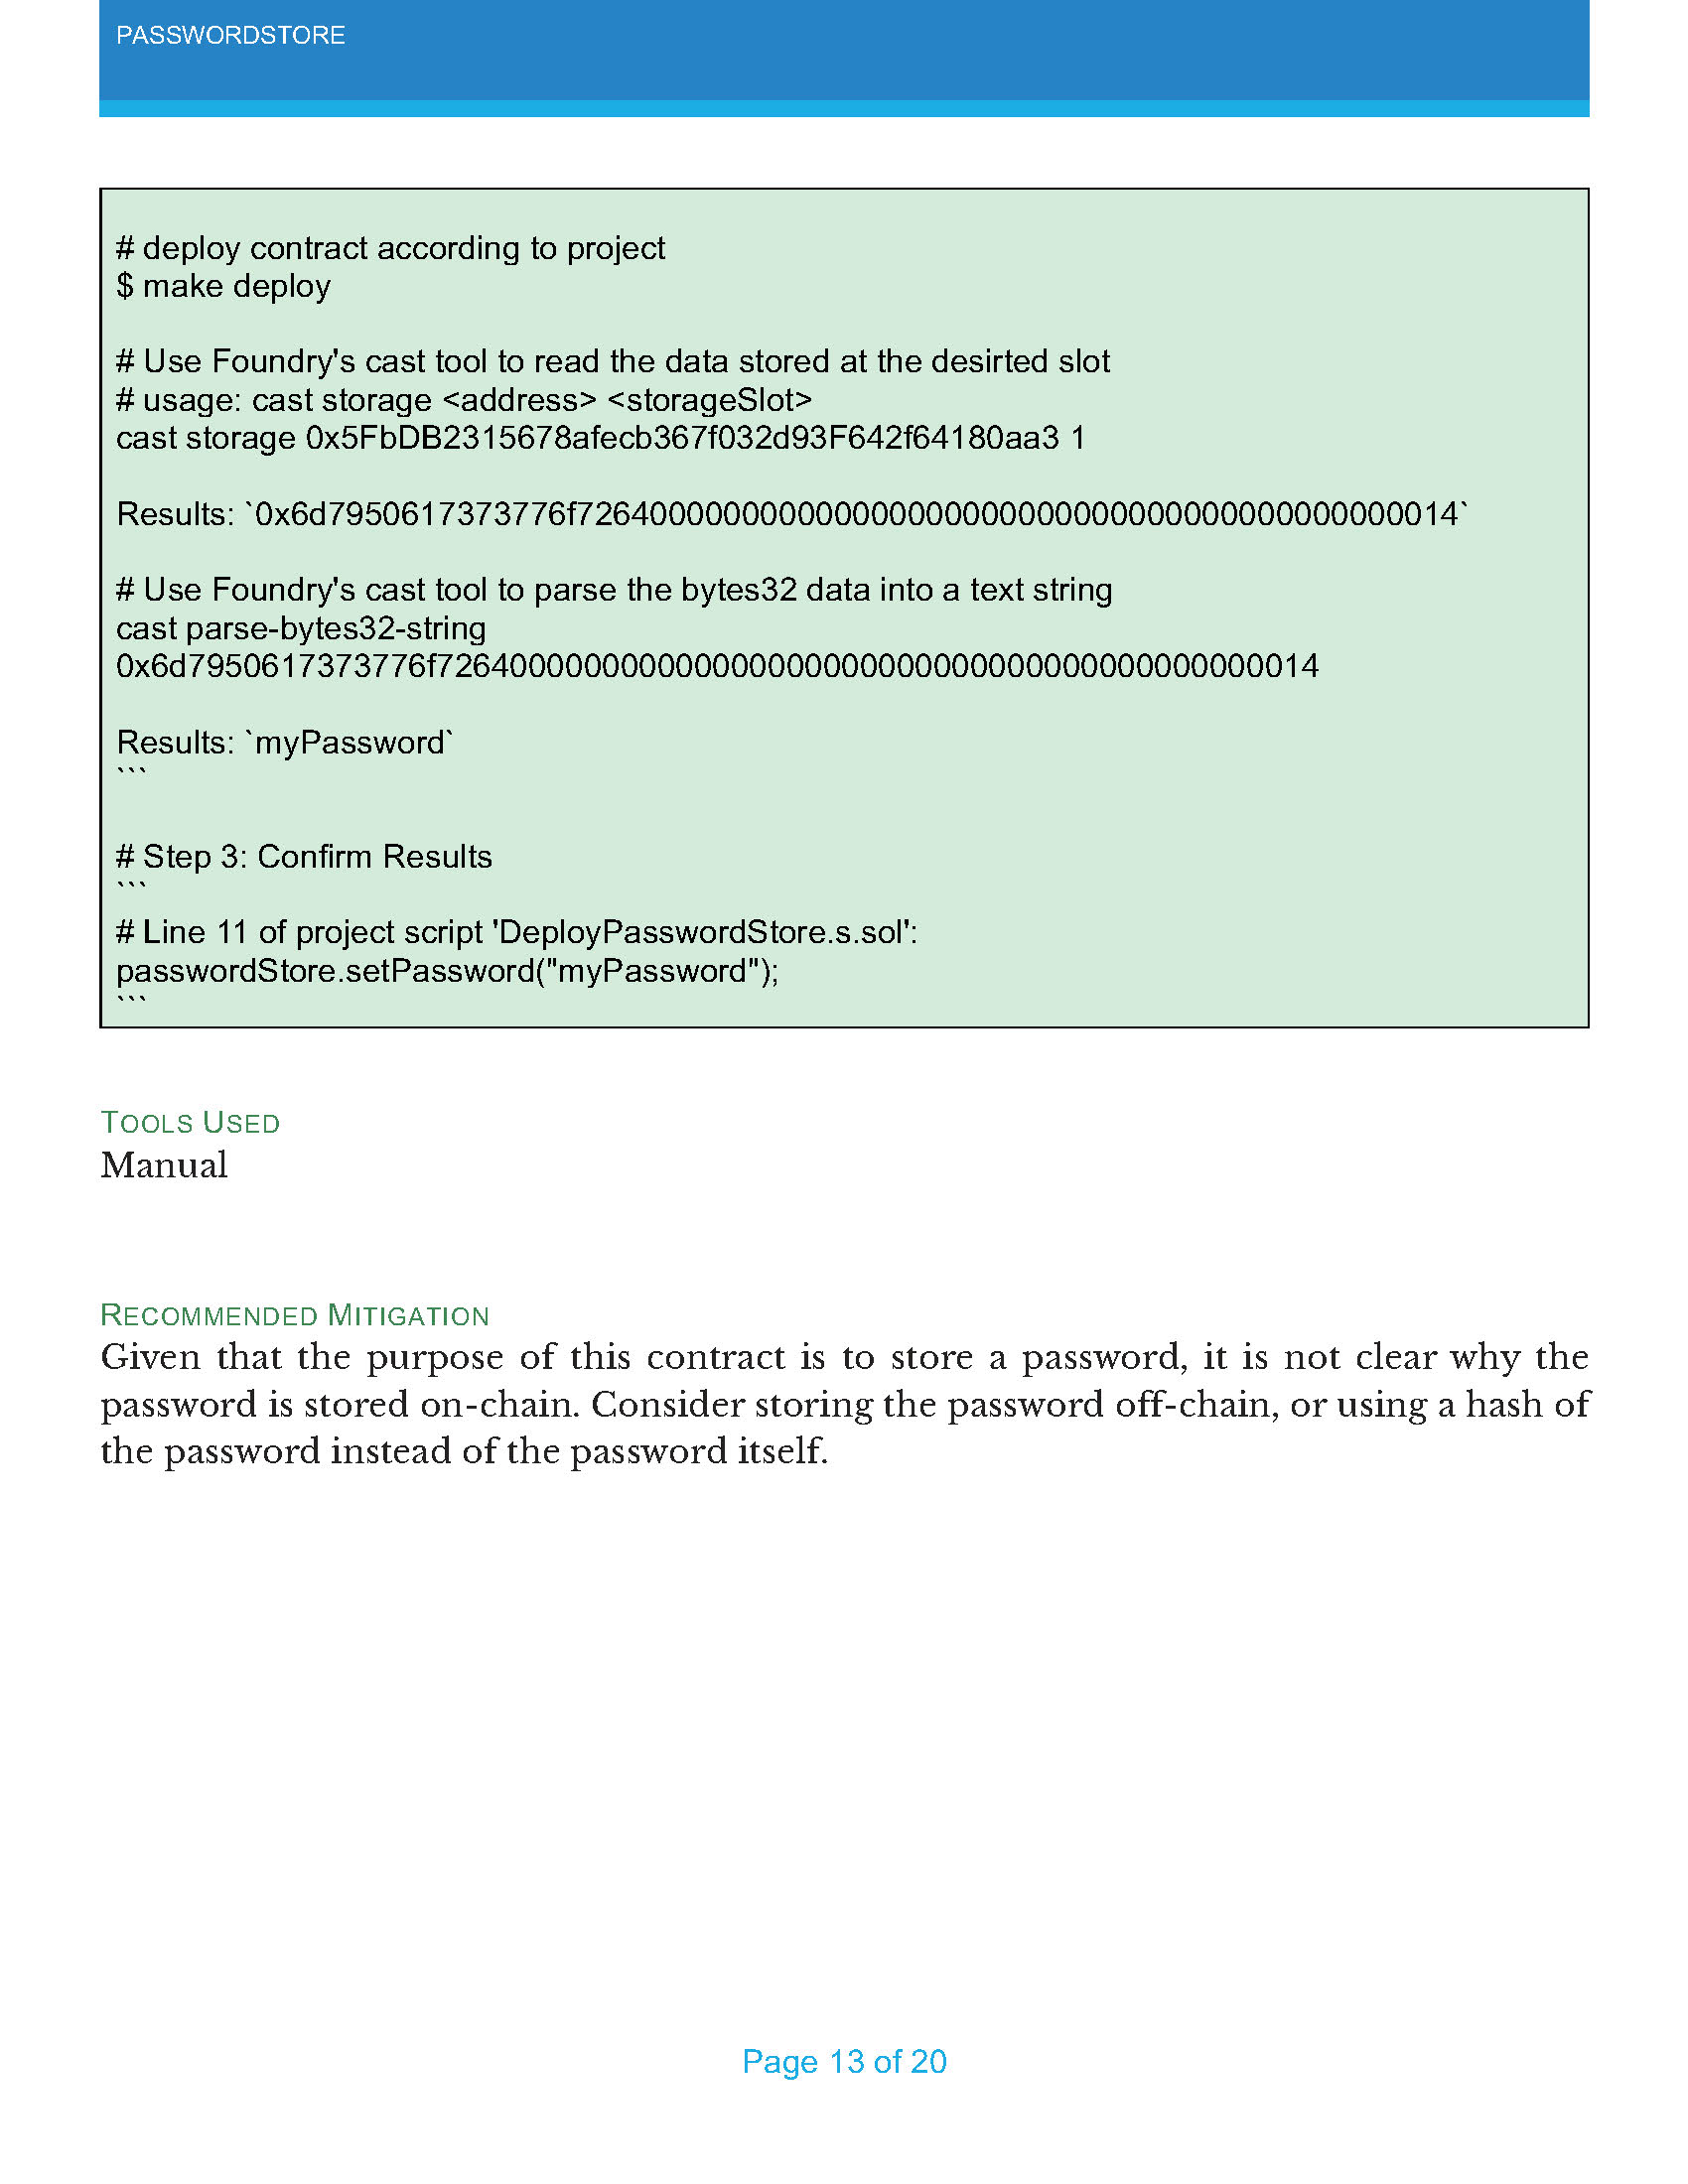 PASSWORDSTORE
# deploy contract according to project
$ make deploy
# Use Foundry's cast tool to read the data stored at the desirted slot
# usage: cast storage <address> <storageSlot>
cast storage 0x5FbDB2315678afecb367f032d93F642f64180aa3 1
Results: `0x6d7950617373776f726400000000000000000000000000000000000000000014`
# Use Foundry's cast tool to parse the bytes32 data into a text string
cast parse-bytes32-string
0x6d7950617373776f726400000000000000000000000000000000000000000014
Results: `myPassword`
```
# Step 3: Confirm Results
```
# Line 11 of project script 'DeployPasswordStore.s.sol':
passwordStore.setPassword("myPassword");
```
TOOLS USED
Manual
RECOMMENDED MITIGATION
Given that the purpose of this contract is to store a password, it is not clear why the
password is stored on-chain. Consider storing the password off-chain, or using a hash of
the password instead of the password itself.
Page 13 of 20